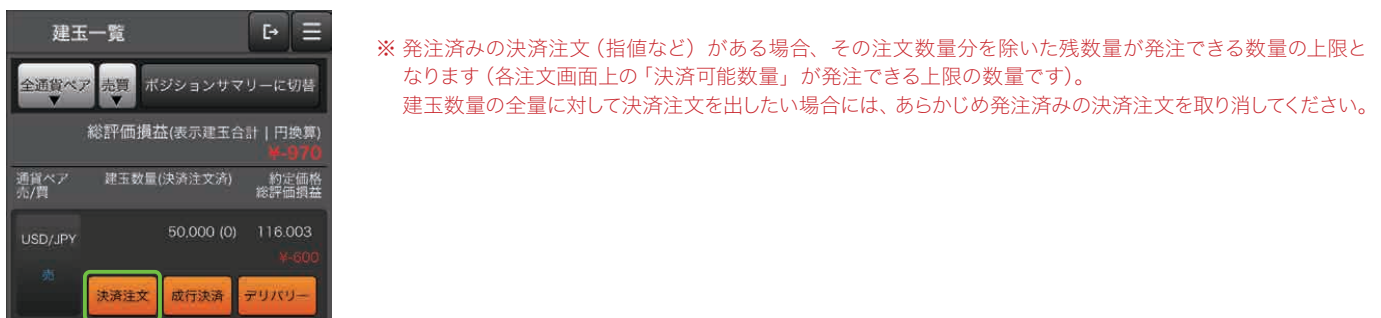 建玉一覧
全通貨ペア 売買 ポジションサマリーに切替
総評価損益(表示建玉合計 | 円換算)
¥-970
通貨ペア 建玉数量(決済注文済) 約定価格
売/買 総評価損益
USD/JPY 50,000 (0) 116.003
¥-600
売
決済注文 成行決済 デリバリー
※ 発注済みの決済注文（指値など）がある場合、その注文数量分を除いた残数量が発注できる数量の上限と
なります（各注文画面上の「決済可能数量」が発注できる上限の数量です）。
建玉数量の全量に対して決済注文を出したい場合には、あらかじめ発注済みの決済注文を取り消してください。